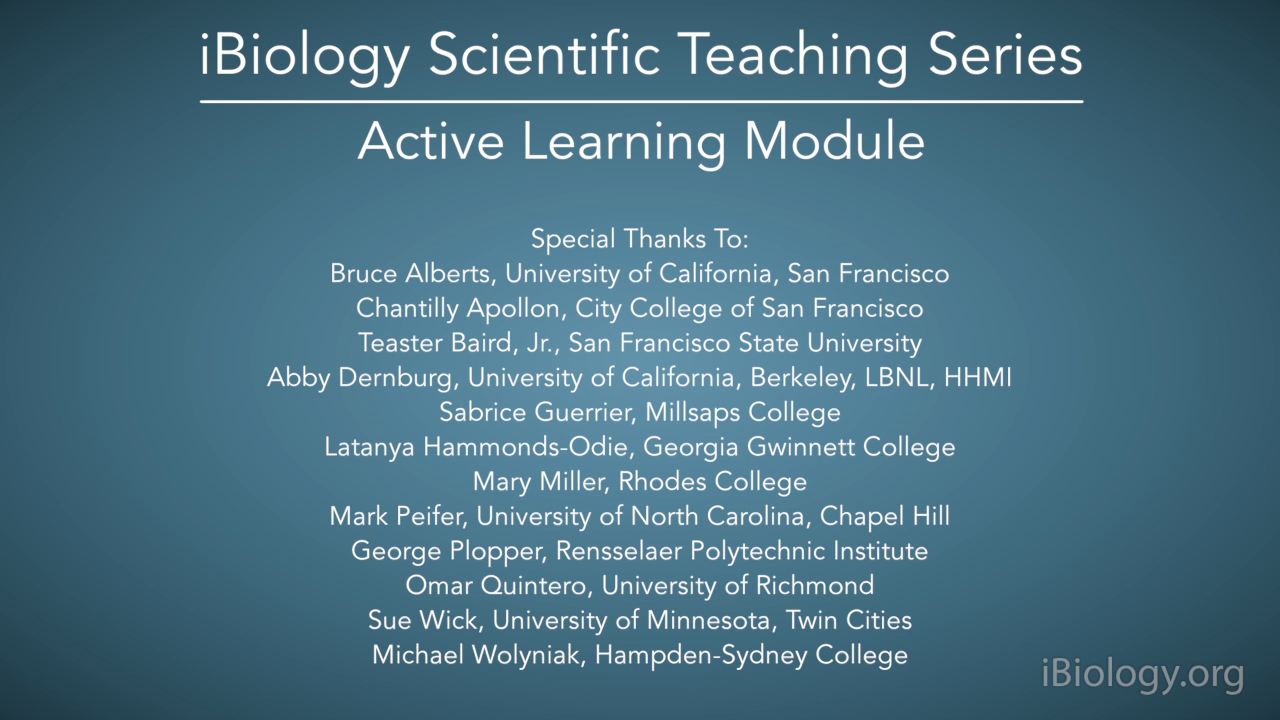 iBiology Scientific Teaching Series
Active Learning Module
Special Thanks To:
Bruce Alberts, University of California, San Francisco
Chantilly Apollon, City College of San Francisco
Teaster Baird, Jr., San Francisco State University
Abby Dernburg, University of California, Berkeley, LBNL, HHMI
Sabrice Guerrier, Millsaps College
Latanya Hammonds-Odie, Georgia Gwinnett College
Mary Miller, Rhodes College
Mark Peifer, University of North Carolina, Chapel Hill
George Plopper, Rensselaer Polytechnic Institute
Omar Quintero, University of Richmond
Sue Wick, University of Minnesota, Twin Cities
Michael Wolyniak, Hampden-Sydney College
iBiology.org